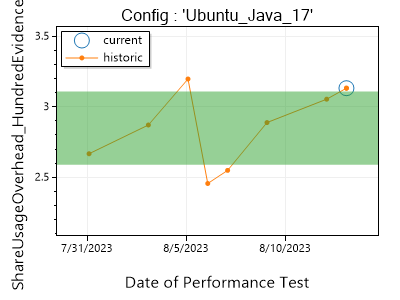 Config : 'Ubuntu_Java_17'
current
historic
3.5
3
2.5
ShareUsageOverhead_HundredEvidence
7/31/2023
8/5/2023
8/10/2023
Date of Performance Test